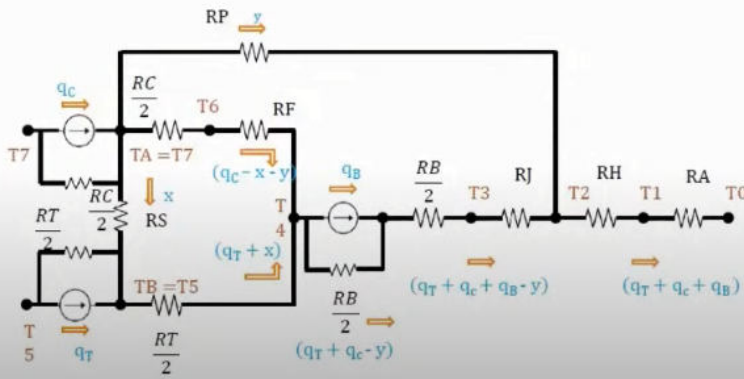 RP
y
qC
RC
2
T6
RF
T7
TA =T7
(qC - x - y)
x
RC
2
RS
qB
RB
2
T3
RJ
T2
RH
T1
RA
T0
RT
2
T
4
(qT + x)
TB =T5
(qT + qc + qB - y)
(qT + qc + qB)
T
5
qT
RT
2
RB
2
(qT + qc - y)